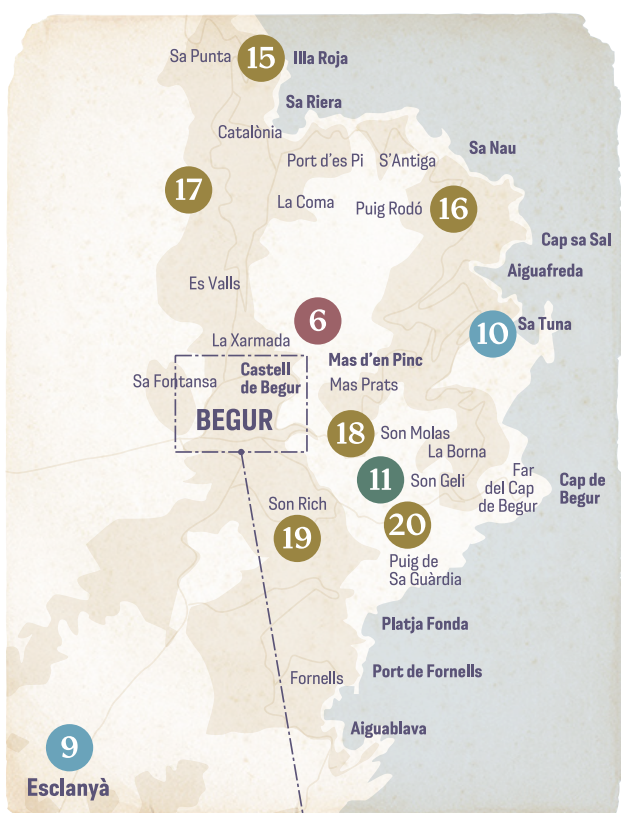 Sa Punta
15
Illa Roja
Sa Riera
Catalònia
Port d'es Pi
S'Antiga
Sa Nau
17
La Coma
Puig Rodó
16
Cap sa Sal
Aiguafreda
Es Valls
6
10
Sa Tuna
La Xarmada
Mas d'en Pinc
Sa Fontansa
Castell
de Begur
Mas Prats
BEGUR
18
Son Molas
La Borna
11
Son Geli
Far
del Cap
de Begur
Cap de
Begur
Son Rich
19
20
Puig de
Sa Guàrdia
Platja Fonda
Fornells
Port de Fornells
Aiguablava
9
Esclanyà